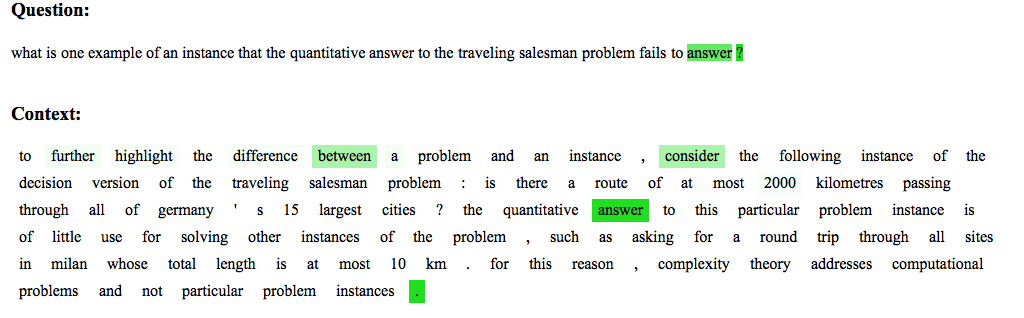 Question:
what is one example of an instance that the quantitative answer to the traveling salesman problem fails to answer ?
Context:
to further highlight the difference between a problem and an instance , consider the following instance of the
decision version of the traveling salesman problem : is there a route of at most 2000 kilometres passing
through all of germany ' s 15 largest cities ? the quantitative answer to this particular problem instance is
of little use for solving other instances of the problem , such as asking for a round trip through all sites
in milan whose total length is at most 10 km . for this reason , complexity theory addresses computational
problems and not particular problem instances .